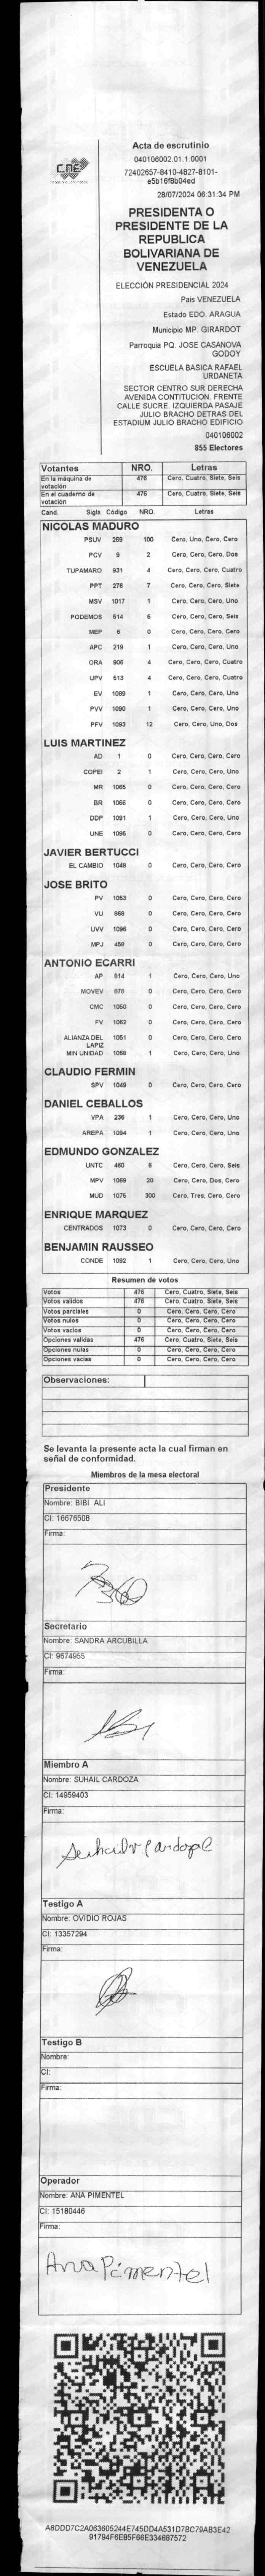 CNE
Acta de escrutinio
040106002.01.1.0001
72402657-8410-4827-8101-
e5b16f8b04ed
28/07/2024 06:31:34 PM
PRESIDENTA O
PRESIDENTE DE LA
REPUBLICA
BOLIVARIANA DE
VENEZUELA
ELECCIÓN PRESIDENCIAL 2024
Pais VENEZUELA
Estado EDO. ARAGUA
Municipio MP. GIRARDOT
Parroquia PQ. JOSE CASANOVA
GODOY
ESCUELA BASICA RAFAEL
URDANETA
SECTOR CENTRO SUR DERECHA
AVENIDA CONTITUCION. FRENTE
CALLE SUCRE. IZQUIERDA PASAJE
JULIO BRACHO DETRAS DEL
ESTADIUM JULIO BRACHO EDIFICIO
040106002
855 Electores
Votantes NRO. Letras
En la máquina de votación 476 Cero, Cuatro, Siete, Seis
En el cuaderno de votación 476 Cero, Cuatro, Siete, Seis
Cand. Sigla Código NRO. Letras
NICOLAS MADURO
PSUV 259 100 Cero, Uno, Cero, Cero
PCV 9 2 Cero, Cero, Cero, Dos
TUPAMARO 931 4 Cero, Cero, Cero, Cuatro
PPT 276 7 Cero, Cero, Cero, Siete
MSV 1017 1 Cero, Cero, Cero, Uno
PODEMOS 514 6 Cero, Cero, Cero, Seis
MEP 6 0 Cero, Cero, Cero, Cero
APC 219 1 Cero, Cero, Cero, Uno
ORA 906 4 Cero, Cero, Cero, Cuatro
UPV 513 4 Cero, Cero, Cero, Cuatro
EV 1089 1 Cero, Cero, Cero, Uno
PVV 1090 1 Cero, Cero, Cero, Uno
PFV 1093 12 Cero, Cero, Uno, Dos
LUIS MARTINEZ
AD 1 0 Cero, Cero, Cero, Cero
COPEI 2 1 Cero, Cero, Cero, Uno
MR 1065 0 Cero, Cero, Cero, Cero
BR 1066 0 Cero, Cero, Cero, Cero
DDP 1091 1 Cero, Cero, Cero, Uno
UNE 1095 0 Cero, Cero, Cero, Cero
JAVIER BERTUCCI
EL CAMBIO 1048 0 Cero, Cero, Cero, Cero
JOSE BRITO
PV 1053 0 Cero, Cero, Cero, Cero
VU 968 0 Cero, Cero, Cero, Cero
UVV 1096 0 Cero, Cero, Cero, Cero
MPJ 458 0 Cero, Cero, Cero, Cero
ANTONIO ECARRI
AP 614 1 Cero, Cero, Cero, Uno
MOVEV 679 0 Cero, Cero, Cero, Cero
CMC 1050 0 Cero, Cero, Cero, Cero
FV 1062 0 Cero, Cero, Cero, Cero
ALIANZA DEL LAPIZ 1051 0 Cero, Cero, Cero, Cero
MIN UNIDAD 1068 1 Cero, Cero, Cero, Uno
CLAUDIO FERMIN
SPV 1049 0 Cero, Cero, Cero, Cero
DANIEL CEBALLOS
VPA 236 1 Cero, Cero, Cero, Uno
AREPA 1094 1 Cero, Cero, Cero, Uno
EDMUNDO GONZALEZ
UNTC 460 6 Cero, Cero, Cero, Seis
MPV 1069 20 Cero, Cero, Dos, Cero
MUD 1075 300 Cero, Tres, Cero, Cero
ENRIQUE MARQUEZ
CENTRADOS 1073 0 Cero, Cero, Cero, Cero
BENJAMIN RAUSSEO
CONDE 1092 1 Cero, Cero, Cero, Uno
Resumen de votos
Votos 476 Cero, Cuatro, Siete, Seis
Votos validos 476 Cero, Cuatro, Siete, Seis
Votos parciales 0 Cero, Cero, Cero, Cero
Votos nulos 0 Cero, Cero, Cero, Cero
Votos vacios 0 Cero, Cero, Cero, Cero
Opciones validas 476 Cero, Cuatro, Siete, Seis
Opciones nulas 0 Cero, Cero, Cero, Cero
Opciones vacias 0 Cero, Cero, Cero, Cero
Observaciones:
Se levanta la presente acta la cual firman en
señal de conformidad.
Miembros de la mesa electoral
Presidente
Nombre: BIBI ALI
CI: 16676508
Firma:
Secretario
Nombre: SANDRA ARCUBILLA
CI: 9674955
Firma:
Miembro A
Nombre: SUHAIL CARDOZA
CI: 14959403
Firma:
Testigo A
Nombre: OVIDIO ROJAS
CI: 13357294
Firma:
Testigo B
Nombre:
CI:
Firma:
Operador
Nombre: ANA PIMENTEL
CI: 15180446
Firma:
Ana Pimentel
A6DDD7C2A063605244E745DD4A531D7BC79AB3E42
91794F6E85F66E334687572